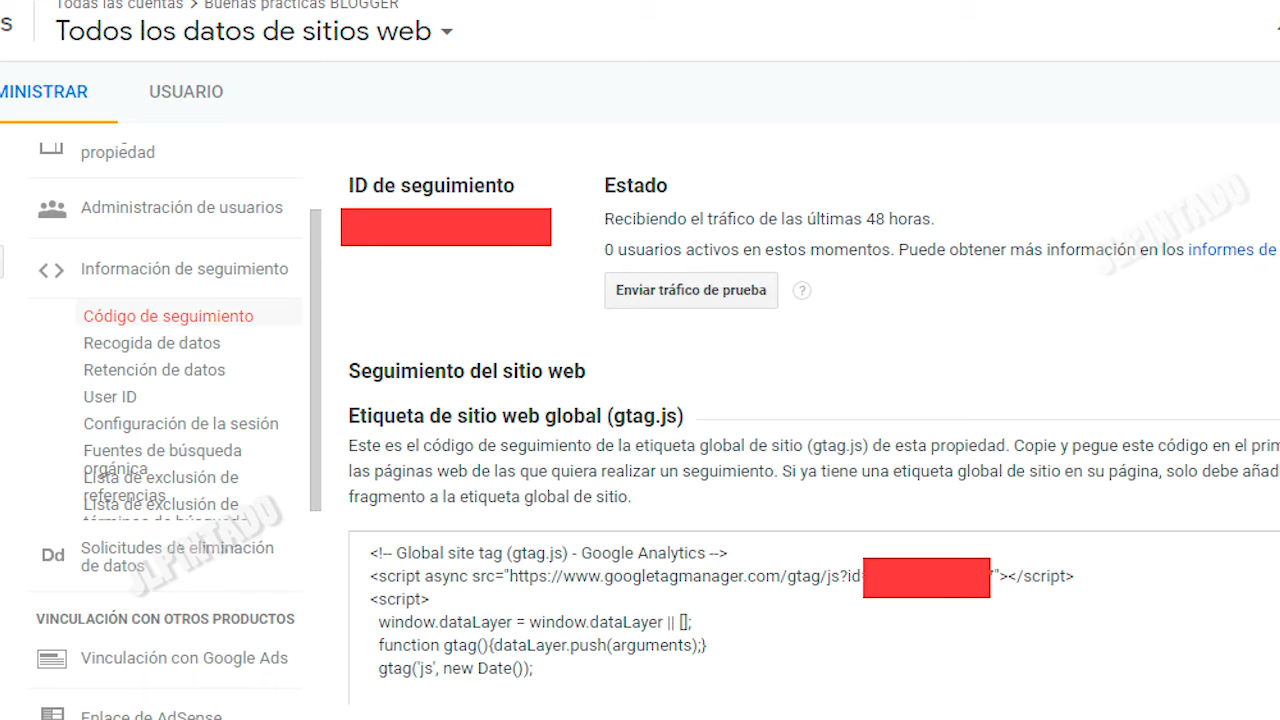 Todas las cuentas > Buenas prácticas BLOGGER
S
Todos los datos de sitios web
MINISTRAR
USUARIO
propiedad
Administración de usuarios
Información de seguimiento
Código de seguimiento
Recogida de datos
Retención de datos
User ID
Configuración de la sesión
Fuentes de búsqueda
orgánica
Lista de exclusión de
referencias
Lista de exclusión de
términos de búsqueda
Dd
Solicitudes de eliminación
de datos
VINCULACIÓN CON OTROS PRODUCTOS
Vinculación con Google Ads
Enlace de AdSense
ID de seguimiento
Estado
Recibiendo el tráfico de las últimas 48 horas.
0 usuarios activos en estos momentos. Puede obtener más información en los informes de
Enviar tráfico de prueba
?
Seguimiento del sitio web
Etiqueta de sitio web global (gtag.js)
Este es el código de seguimiento de la etiqueta global de sitio (gtag.js) de esta propiedad. Copie y pegue este código en el prim
las páginas web de las que quiera realizar un seguimiento. Si ya tiene una etiqueta global de sitio en su página, solo debe añad
fragmento a la etiqueta global de sitio.
<!-- Global site tag (gtag.js) - Google Analytics -->
<script async src="https://www.googletagmanager.com/gtag/js?id= "></script>
<script>
window.dataLayer = window.dataLayer || [];
function gtag(){dataLayer.push(arguments);}
gtag('js', new Date());
JLPINTADO
JLPINTADO